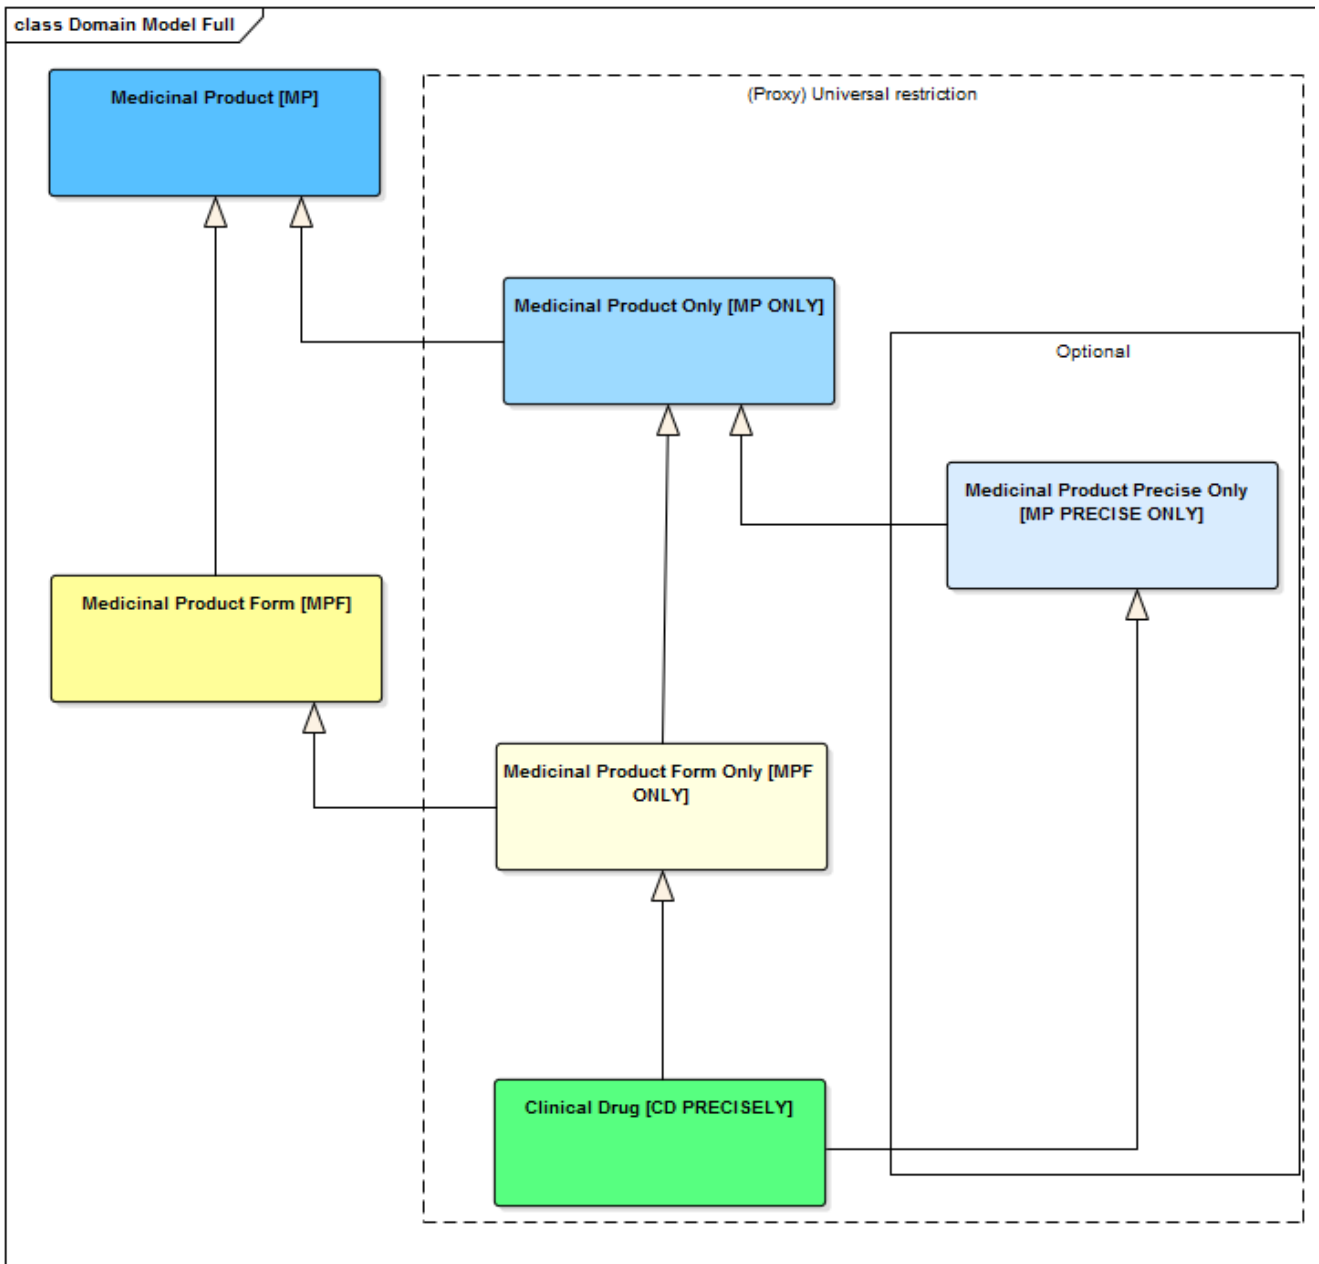 class Domain Model Full
Medicinal Product [MP]
(Proxy) Universal restriction
Medicinal Product Only [MP ONLY]
Optional
Medicinal Product Precise Only
[MP PRECISE ONLY]
Medicinal Product Form [MPF]
Medicinal Product Form Only [MPF
ONLY]
Clinical Drug [CD PRECISELY]